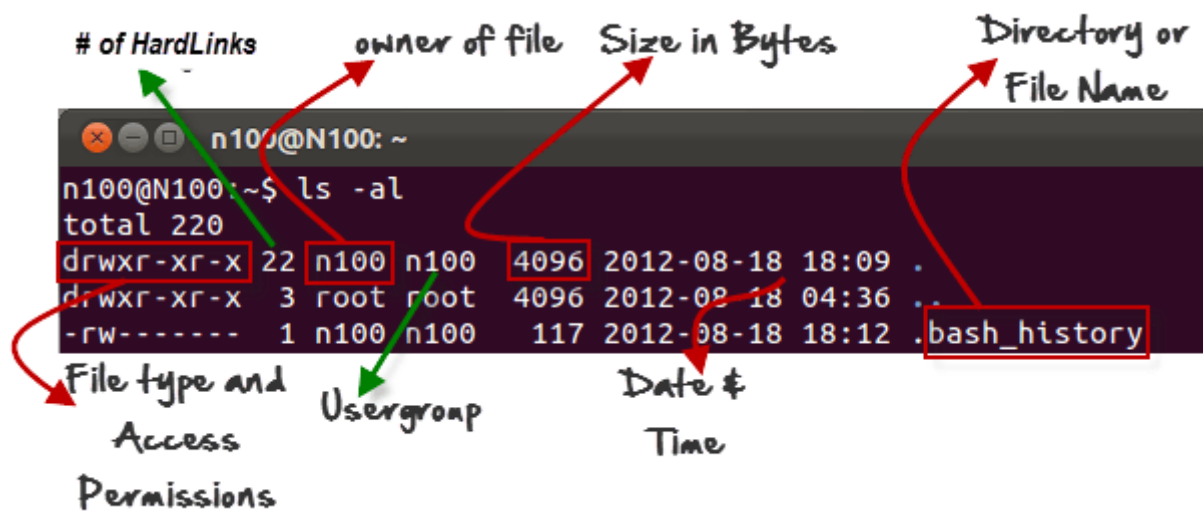 # of HardLinks owner of file Size in Bytes Directory or
File Name
n100@N100: ~
n100@N100:~$ ls -al
total 220
drwxr-xr-x 22 n100 n100 4096 2012-08-18 18:09 .
drwxr-xr-x 3 root root 4096 2012-08-18 04:36 ..
-rw------- 1 n100 n100 117 2012-08-18 18:12 .bash_history
File type and
Access
Permissions
Usergroup
Date &
Time